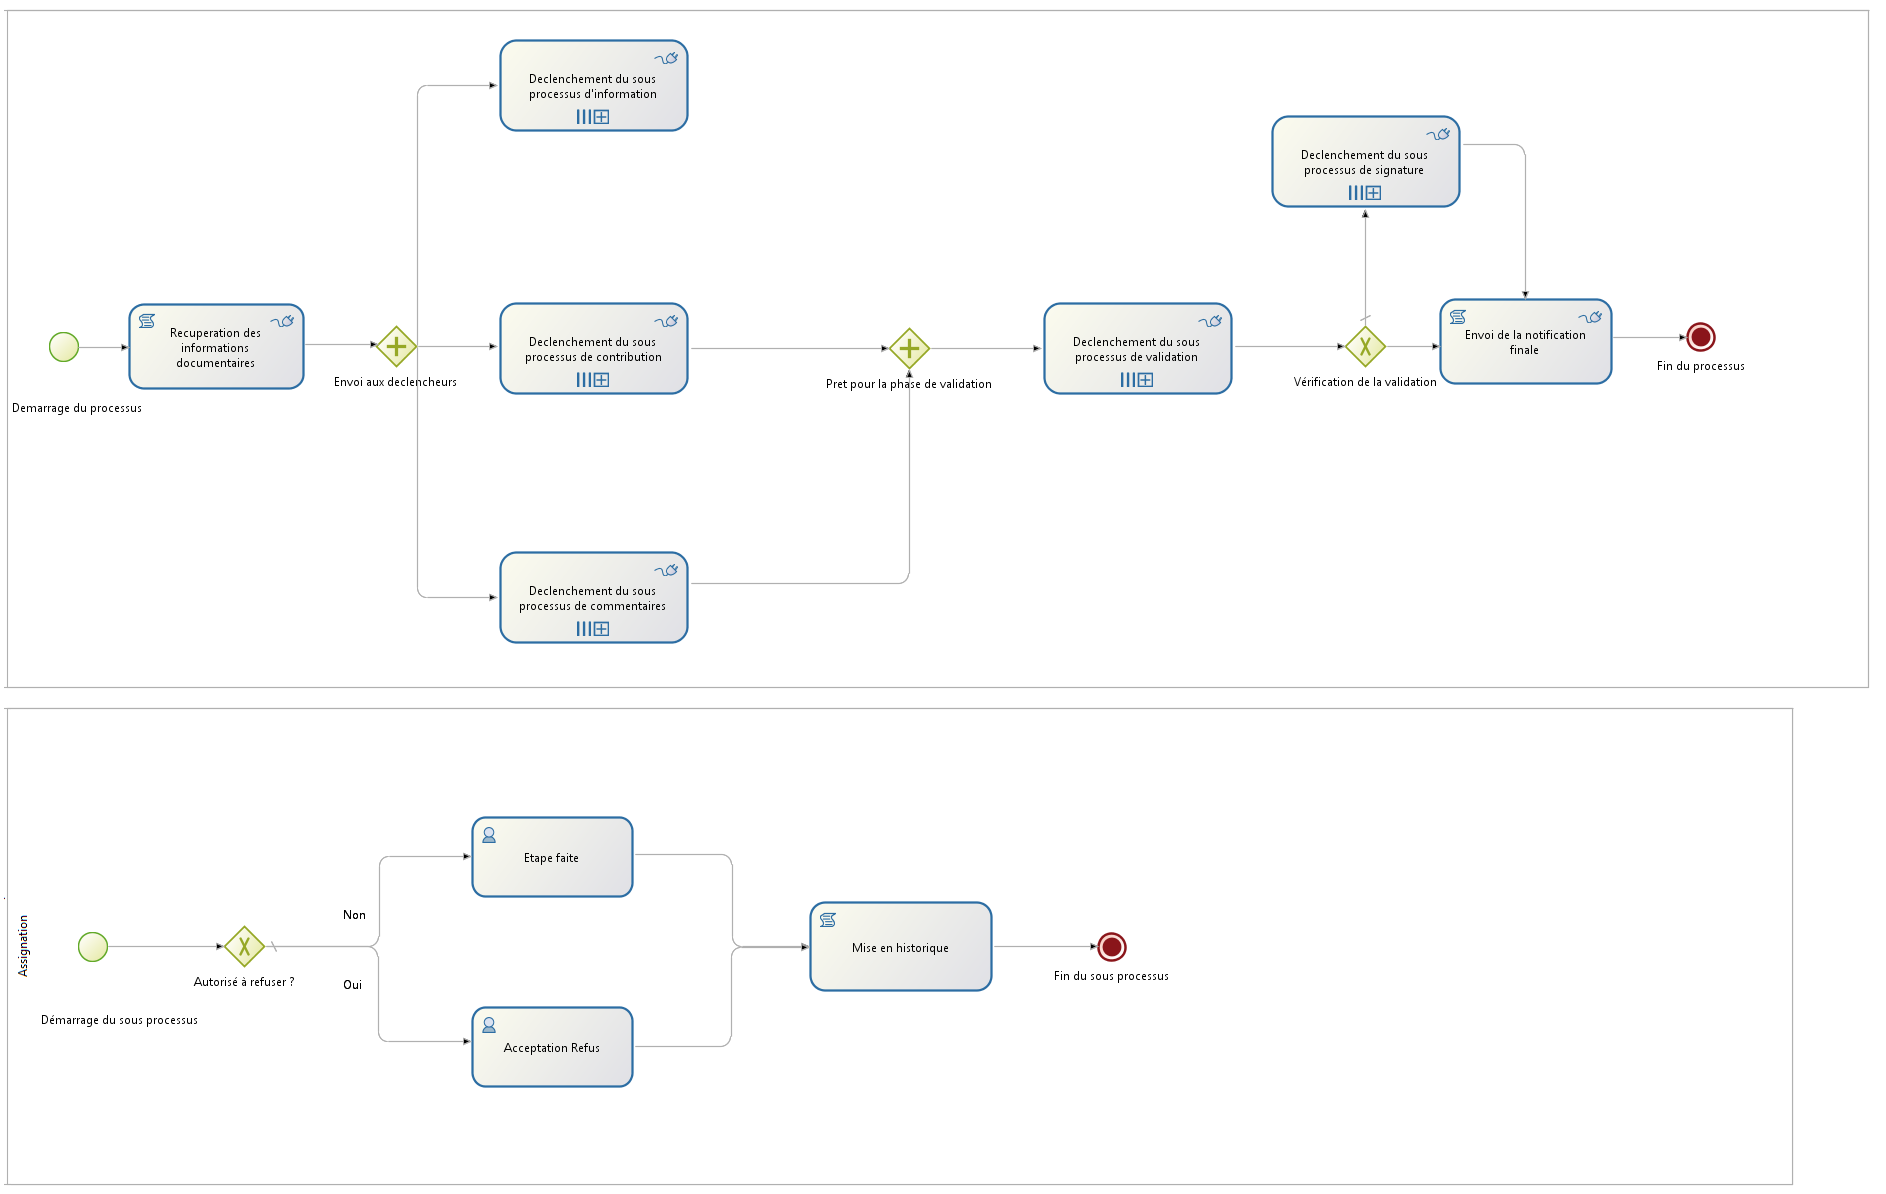 Declenchement du sous
processus d'information
Declenchement du sous
processus de signature
Recuperation des
informations
documentaires
Envoi aux declencheurs
Declenchement du sous
processus de contribution
Pret pour la phase de validation
Declenchement du sous
processus de validation
Vérification de la validation
Envoi de la notification
finale
Fin du processus
Demarrage du processus
Declenchement du sous
processus de commentaires
Assignation
Etape faite
Non
Autorisé à refuser ?
Oui
Mise en historique
Fin du sous processus
Démarrage du sous processus
Acceptation Refus